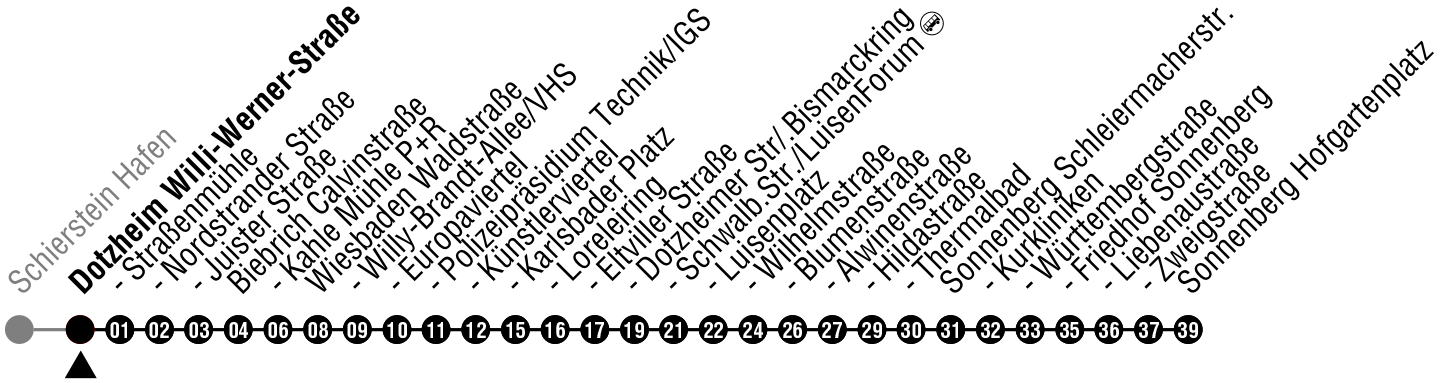 Schierstein Hafen
Dotzheim Willi-Werner-Straße
- Straßenmühle
- Nordstrander Straße
- Juister Straße
Biebrich Calvinstraße
- Kahle Mühle P+R
Wiesbaden Waldstraße
- Willy-Brandt-Allee/VHS
- Europaviertel
- Polizeipräsidium Technik/IGS
- Künstlerviertel
- Karlsbader Platz
- Loreleiring
- Eltviller Straße
- Dotzheimer Str/.Bismarckring
- Schwalb.Str./LuisenForum
- Luisenplatz
- Wilhelmstraße
- Blumenstraße
- Alwinenstraße
- Hildastraße
- Thermalbad
Sonnenberg Schleiermacherstr.
- Kurkliniken
- Württembergstraße
- Friedhof Sonnenberg
- Liebenaustraße
- Zweigstraße
Sonnenberg Hofgartenplatz
01 02 03 04 06 08 09 10 11 12 15 16 17 19 21 22 24 26 27 29 30 31 32 33 35 36 37 39